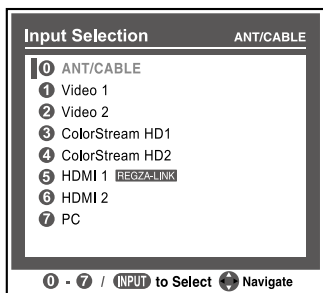 Input Selection ANT/CABLE
0 ANT/CABLE
1 Video 1
2 Video 2
3 ColorStream HD1
4 ColorStream HD2
5 HDMI 1 REGZA-LINK
6 HDMI 2
7 PC
0 - 7 / INPUT to Select Navigate